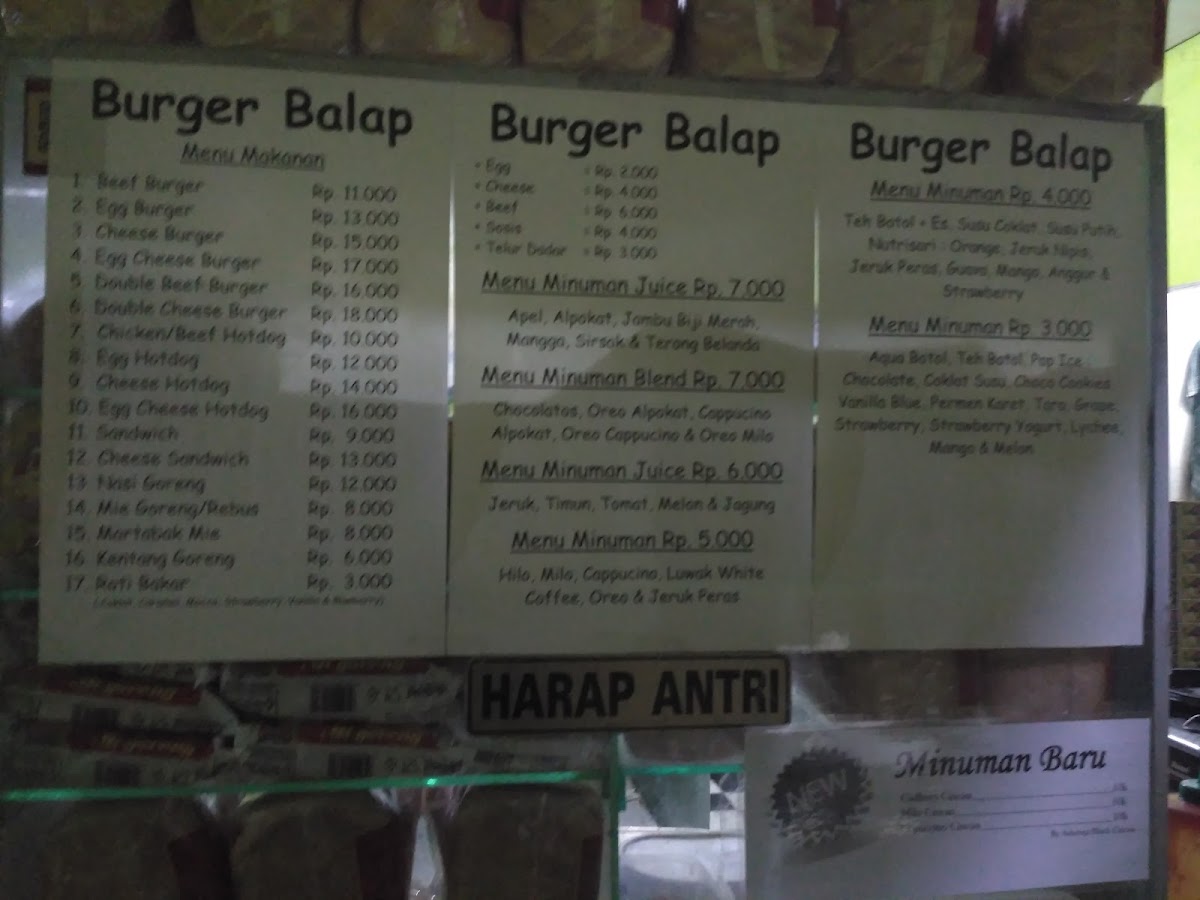 Burger Balap
Menu Makanan
1. Beef Burger Rp. 11.000
2. Egg Burger Rp. 13.000
3. Cheese Burger Rp. 15.000
4. Egg Cheese Burger Rp. 17.000
5. Double Beef Burger Rp. 16.000
6. Double Cheese Burger Rp. 18.000
7. Chicken/Beef Hotdog Rp. 10.000
8. Egg Hotdog Rp. 12.000
9. Cheese Hotdog Rp. 14.000
10. Egg Cheese Hotdog Rp. 16.000
11. Sandwich Rp. 9.000
12. Cheese Sandwich Rp. 13.000
13. Nasi Goreng Rp. 12.000
14. Mie Goreng/Rebus Rp. 8.000
15. Martabak Mie Rp. 8.000
16. Kentang Goreng Rp. 6.000
17. Roti Bakar Rp. 3.000
Burger Balap
+ Egg : Rp. 2.000
+ Cheese : Rp. 4.000
+ Beef : Rp. 6.000
+ Sosis : Rp. 4.000
+ Telur Dadar : Rp. 3.000
Menu Minuman Juice Rp. 7.000
Apel, Alpokat, Jambu Biji Merah,
Mangga, Sirsak & Terong Belanda
Menu Minuman Blend Rp. 7.000
Chocolatos, Oreo Alpokat, Cappucino
Alpokat, Oreo Cappucino & Oreo Milo
Menu Minuman Juice Rp. 6.000
Jeruk, Timun, Tomat, Melon & Jagung
Menu Minuman Rp. 5.000
Hilo, Milo, Cappucino, Luwak White
Coffee, Oreo & Jeruk Peras
Burger Balap
Menu Minuman Rp. 4.000
Teh Botol + Es, Susu Coklat, Susu Putih,
Nutrisari : Orange, Jeruk Nipis,
Jeruk Peras, Guava, Mango, Anggur &
Strawberry
Menu Minuman Rp. 3.000
Aqua Botol, Teh Botol, Pop Ice :
Chocolate, Coklat Susu, Choco Cookies
Vanilla Blue, Permen Karet, Taro, Grape,
Strawberry, Strawberry Yogurt, Lychee,
Mango & Melon
HARAP ANTRI
NEW
Minuman Baru